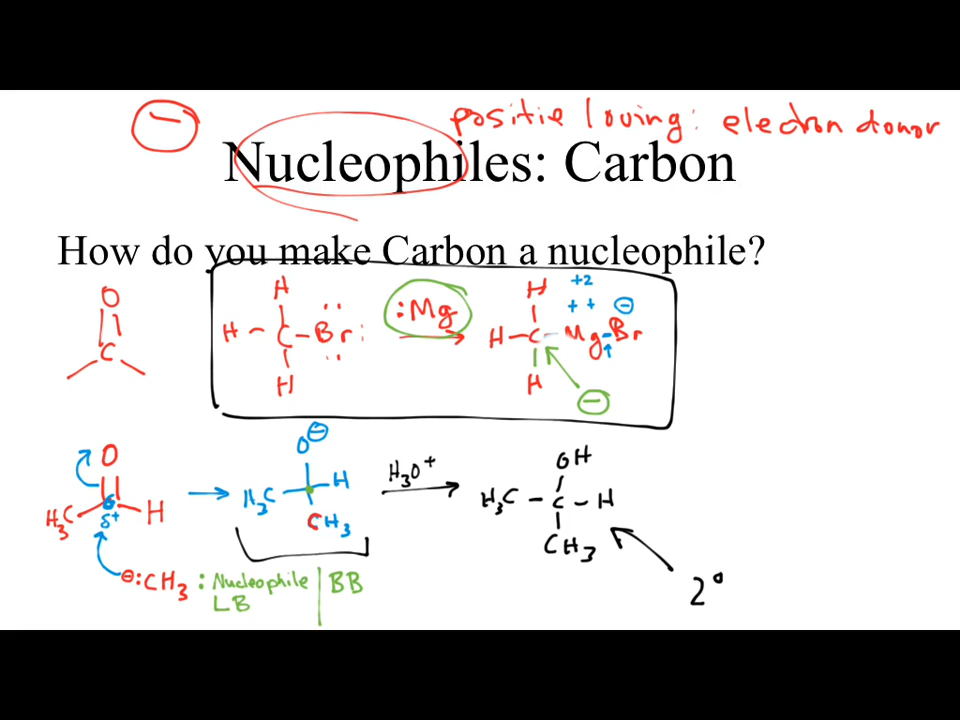 ⊖ positie loving: electron donor
Nucleophiles: Carbon
How do you make Carbon a nucleophile?
O
C
H
H - C - Br :
H
:Mg
H
H - C - Mg - Br
H
+2
+ +
⊖
⊖
O
H₃C
δ+
H
⊖:CH₃ : Nucleophile | BB
LB
O⊖
H₃C
H
CH₃
H₃O⁺
OH
H₃C - C - H
CH₃
2°